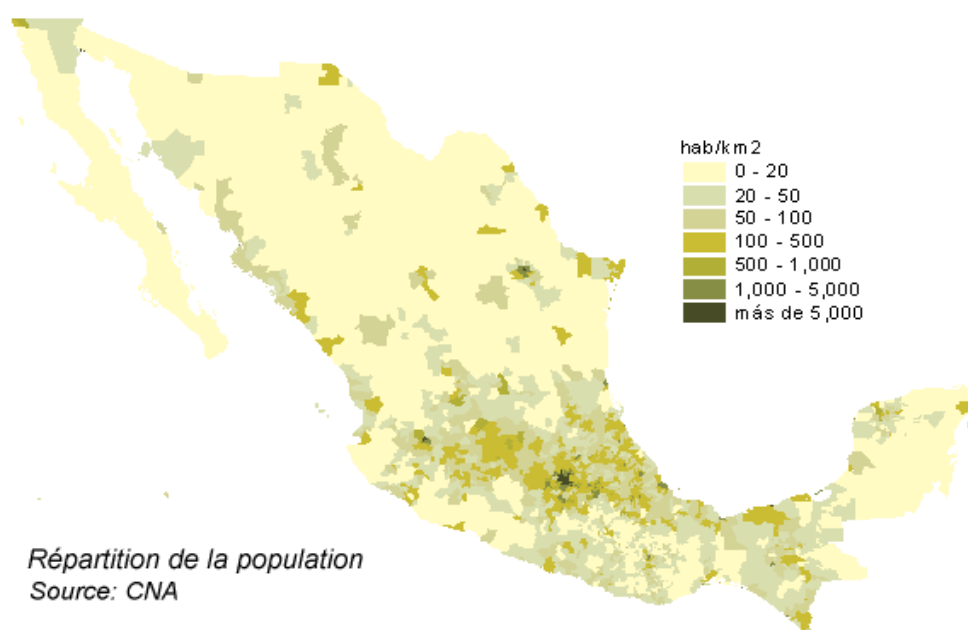 hab/km2
0 - 20
20 - 50
50 - 100
100 - 500
500 - 1,000
1,000 - 5,000
más de 5,000
Répartition de la population
Source: CNA